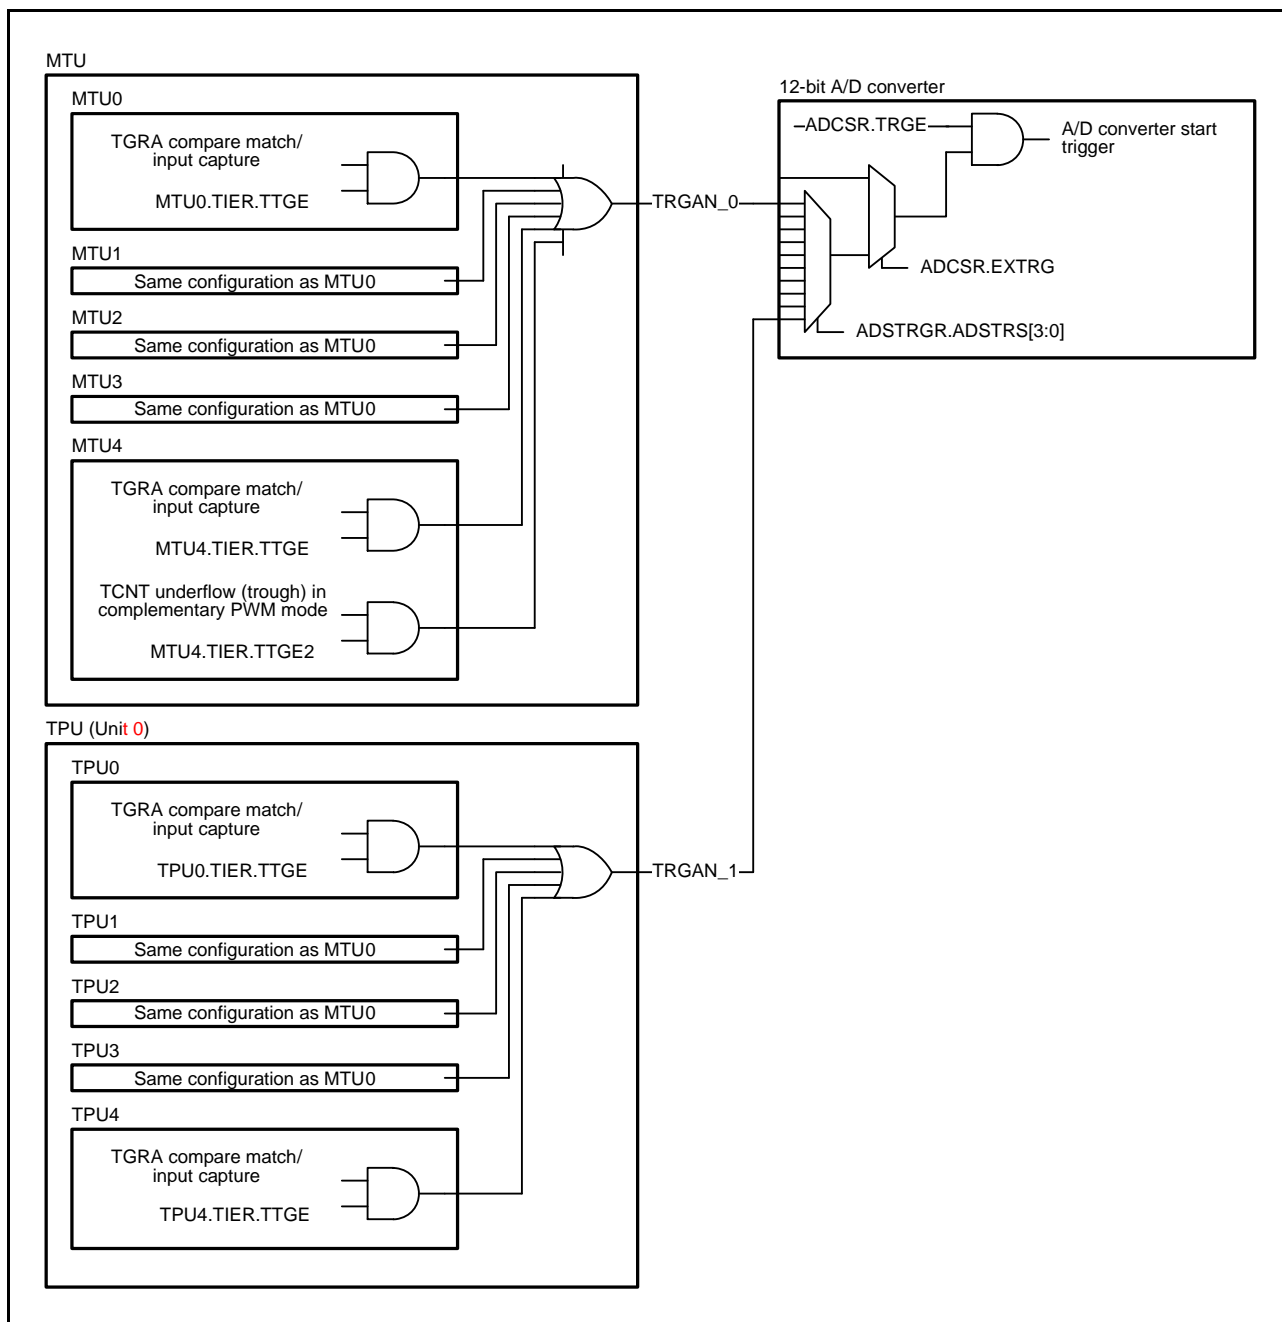 MTU
MTU0
TGRA compare match/
input capture
MTU0.TIER.TTGE
MTU1
Same configuration as MTU0
MTU2
Same configuration as MTU0
MTU3
Same configuration as MTU0
MTU4
TGRA compare match/
input capture
MTU4.TIER.TTGE
TCNT underflow (trough) in
complementary PWM mode
MTU4.TIER.TTGE2
TRGAN_0
12-bit A/D converter
ADCSR.TRGE
A/D converter start
trigger
ADCSR.EXTRG
ADSTRGR.ADSTRS[3:0]
TPU (Unit 0)
TPU0
TGRA compare match/
input capture
TPU0.TIER.TTGE
TPU1
Same configuration as MTU0
TPU2
Same configuration as MTU0
TPU3
Same configuration as MTU0
TPU4
TGRA compare match/
input capture
TPU4.TIER.TTGE
TRGAN_1